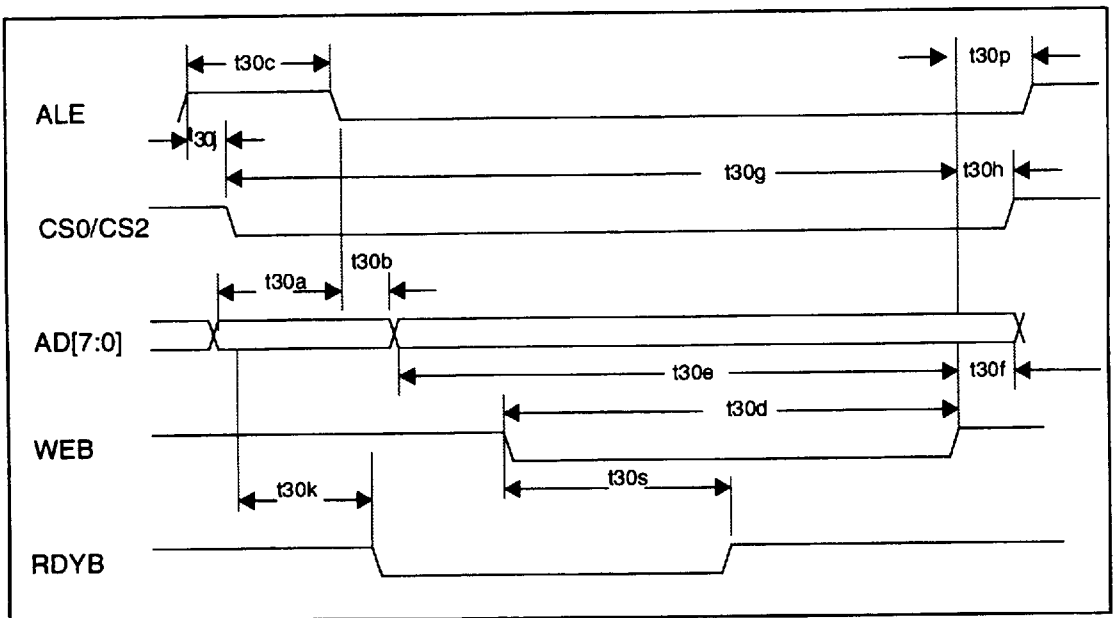 t30c
t30p
ALE
t30j
t30g
t30h
CS0/CS2
t30b
t30a
AD[7:0]
t30e
t30f
t30d
WEB
t30s
t30k
RDYB